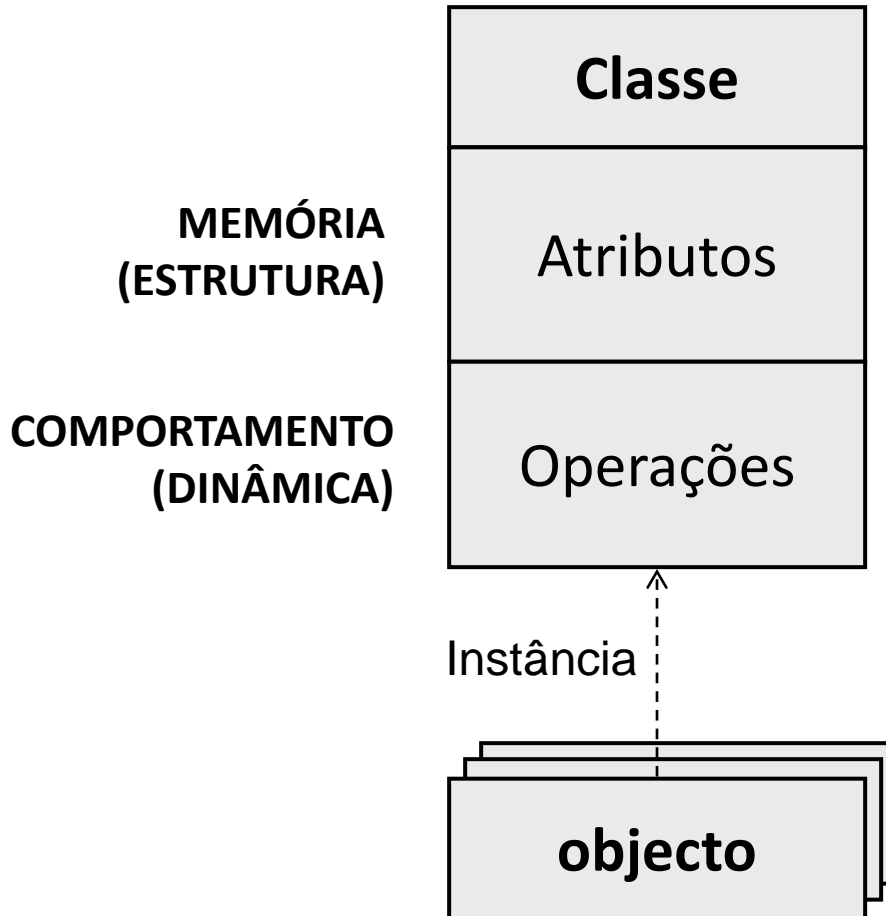 Classe
MEMÓRIA
(ESTRUTURA)
Atributos
COMPORTAMENTO
(DINÂMICA)
Operações
Instância
objecto